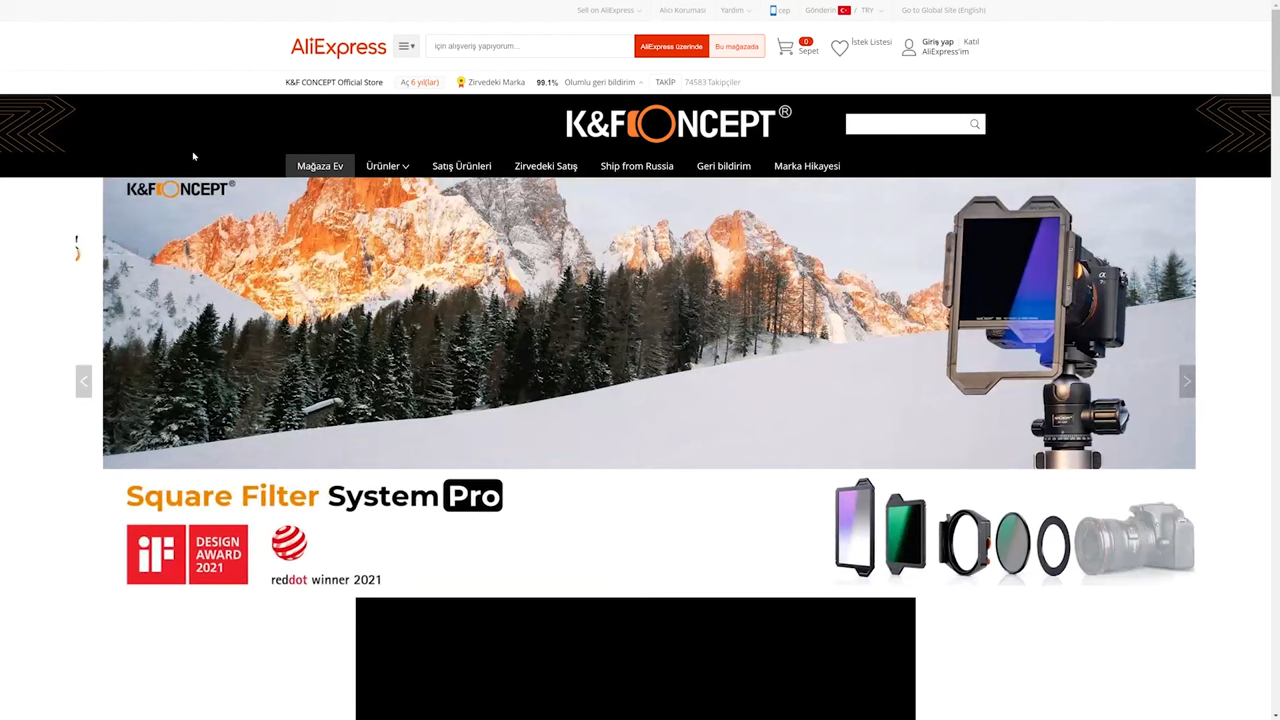 Sell on AliExpress
Alıcı Koruması
Yardım
cep
Gönderin / TRY
Go to Global Site (English)
AliExpress
için alışveriş yapıyorum...
AliExpress üzerinde
Bu mağazada
0
Sepet
İstek Listesi
Giriş yap Katıl
AliExpress'im
K&F CONCEPT Official Store
Aç 6 yıl(lar)
Zirvedeki Marka
99.1% Olumlu geri bildirim
TAKİP
74583 Takipçiler
K&F CONCEPT®
Mağaza Ev
Ürünler
Satış Ürünleri
Zirvedeki Satış
Ship from Russia
Geri bildirim
Marka Hikayesi
K&F CONCEPT®
Square Filter System Pro
iF
DESIGN
AWARD
2021
reddot winner 2021